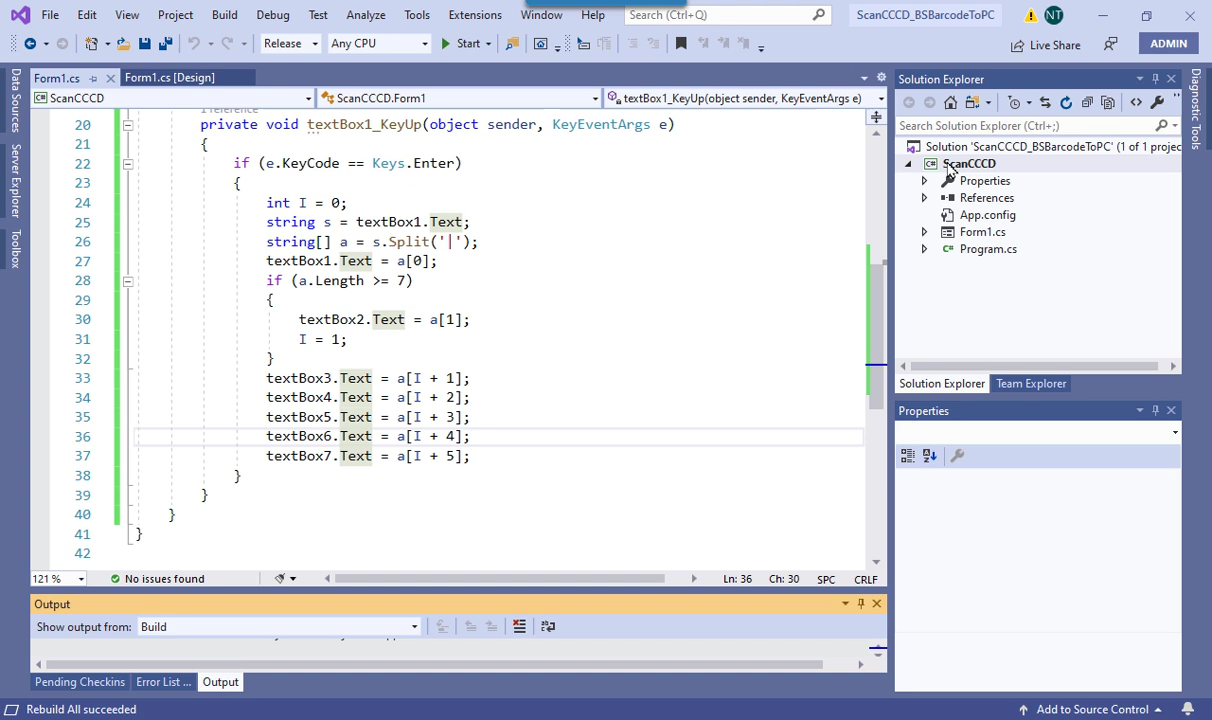 File Edit View Project Build Debug Test Analyze Tools Extensions Window Help Search (Ctrl+Q) ScanCCCD_BSBarcodeToPC NT
Release Any CPU Start Live Share ADMIN
Form1.cs Form1.cs [Design]
ScanCCCD ScanCCCD.Form1 textBox1_KeyUp(object sender, KeyEventArgs e)
1 reference
20 private void textBox1_KeyUp(object sender, KeyEventArgs e)
21 {
22 if (e.KeyCode == Keys.Enter)
23 {
24 int I = 0;
25 string s = textBox1.Text;
26 string[] a = s.Split('|');
27 textBox1.Text = a[0];
28 if (a.Length >= 7)
29 {
30 textBox2.Text = a[1];
31 I = 1;
32 }
33 textBox3.Text = a[I + 1];
34 textBox4.Text = a[I + 2];
35 textBox5.Text = a[I + 3];
36 textBox6.Text = a[I + 4];
37 textBox7.Text = a[I + 5];
38 }
39 }
40 }
41 }
42
121 % No issues found Ln: 36 Ch: 30 SPC CRLF
Output
Show output from: Build
Pending Checkins Error List ... Output
Rebuild All succeeded Add to Source Control
Data Sources
Server Explorer
Toolbox
Solution Explorer
Search Solution Explorer (Ctrl+;)
Solution 'ScanCCCD_BSBarcodeToPC' (1 of 1 projec
ScanCCCD
Properties
References
App.config
Form1.cs
Program.cs
Solution Explorer Team Explorer
Properties
Diagnostic Tools